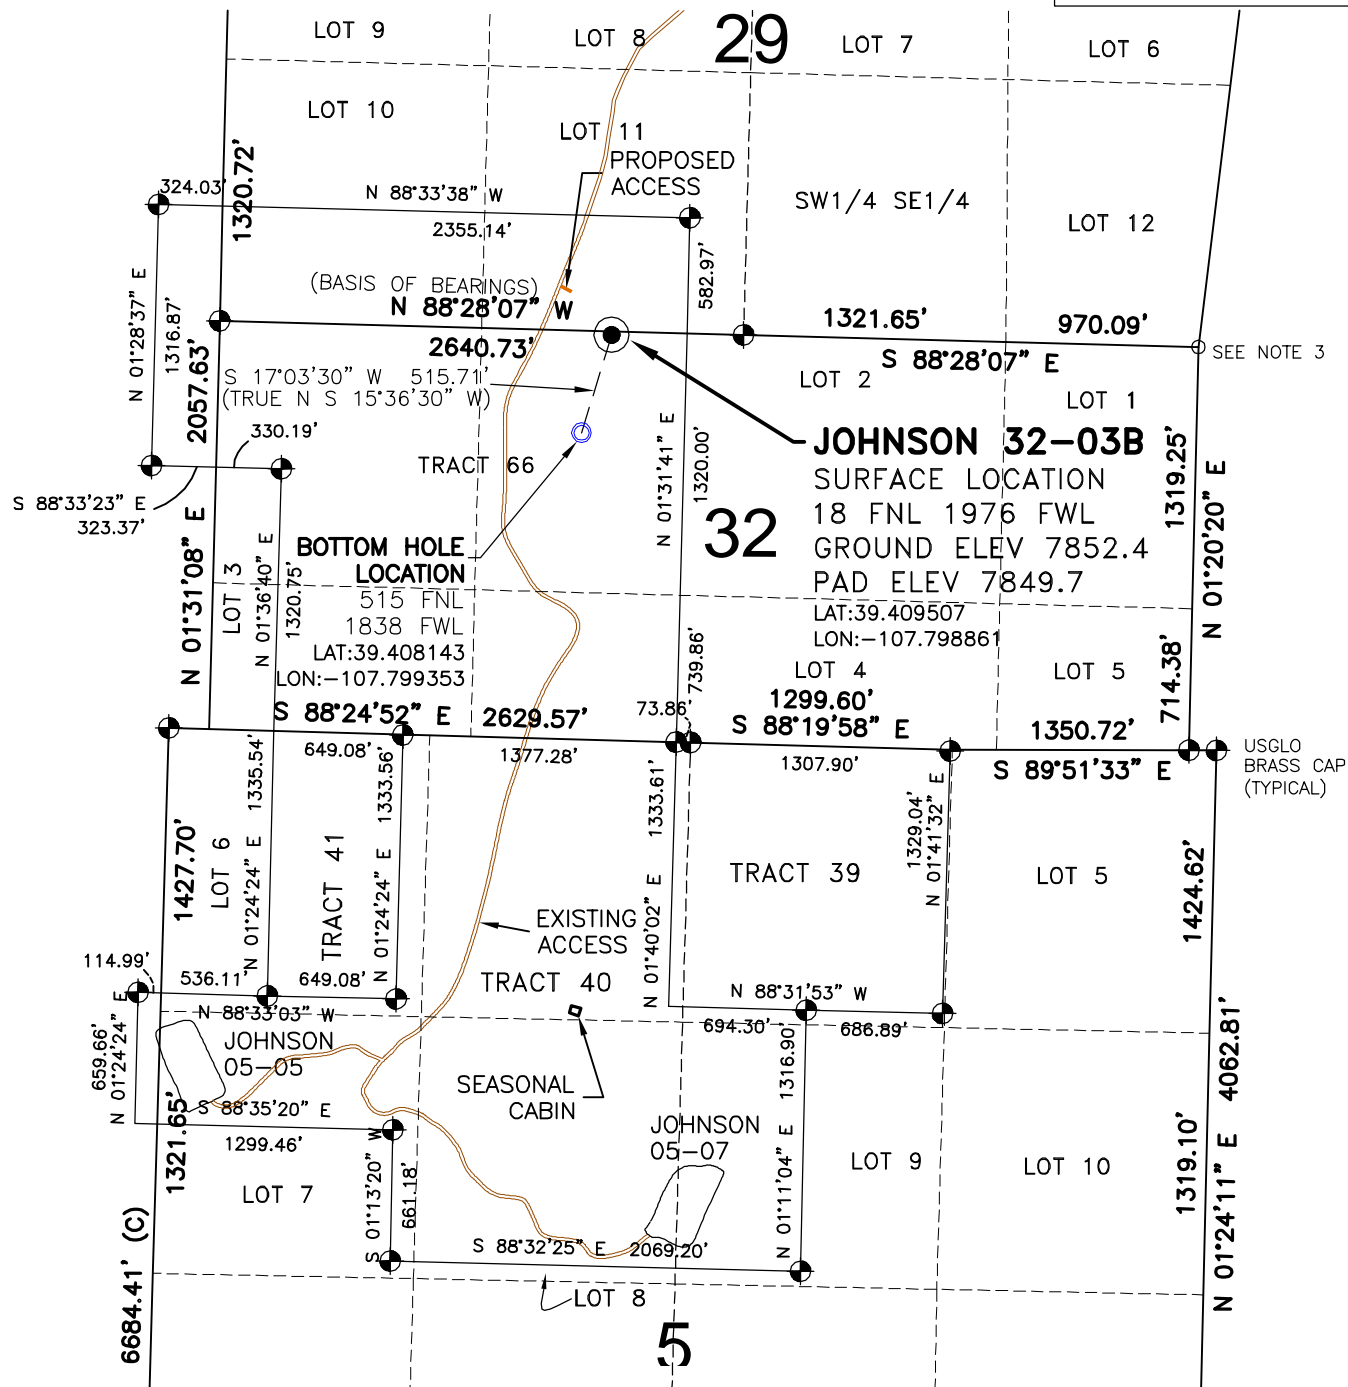 LOT 9
LOT 8
29
LOT 7
LOT 6
LOT 10
LOT 11
PROPOSED
ACCESS
1320.72'
324.03'
N 88°33'38" W
2355.14'
SW1/4 SE1/4
LOT 12
N 01°28'37" E
1316.87'
582.97'
(BASIS OF BEARINGS)
N 88°28'07" W
2640.73'
1321.65'
970.09'
S 88°28'07" E
SEE NOTE 3
2057.63'
S 17°03'30" W 515.71'
(TRUE N S 15°36'30" W)
LOT 2
LOT 1
330.19'
TRACT 66
N 01°31'41" E
1320.00'
JOHNSON 32-03B
SURFACE LOCATION
18 FNL 1976 FWL
GROUND ELEV 7852.4
PAD ELEV 7849.7
LAT:39.409507
LON:-107.798861
1319.25'
N 01°20'20" E
S 88°33'23" E
323.37'
32
N 01°31'08" E
LOT 3
N 01°36'40" E
1320.75'
BOTTOM HOLE
LOCATION
515 FNL
1838 FWL
LAT:39.408143
LON:-107.799353
739.86'
LOT 4
LOT 5
714.38'
S 88°24'52" E 2629.57'
73.86'
1299.60'
S 88°19'58" E
1350.72'
649.08'
1377.28'
1307.90'
S 89°51'33" E
USGLO
BRASS CAP
(TYPICAL)
1427.70'
LOT 6
N 01°24'24" E 1335.54'
TRACT 41
N 01°24'24" E 1333.56'
N 01°40'02" E 1333.61'
TRACT 39
1329.04'
N 01°41'32" E
LOT 5
1424.62'
EXISTING
ACCESS
TRACT 40
114.99'
536.11'
649.08'
N 88°33'03" W
N 88°31'53" W
694.30'
686.89'
659.66'
N 01°24'24" E
JOHNSON
05-05
SEASONAL
CABIN
N 01°11'04" E 1316.90'
S 88°35'20" E
1299.46'
1321.65'
JOHNSON
05-07
LOT 7
S 01°13'20" W
661.18'
LOT 9
LOT 10
1319.10'
N 01°24'11" E 4062.81'
S 88°32'25" E 2069.20'
LOT 8
6684.41' (C)
5